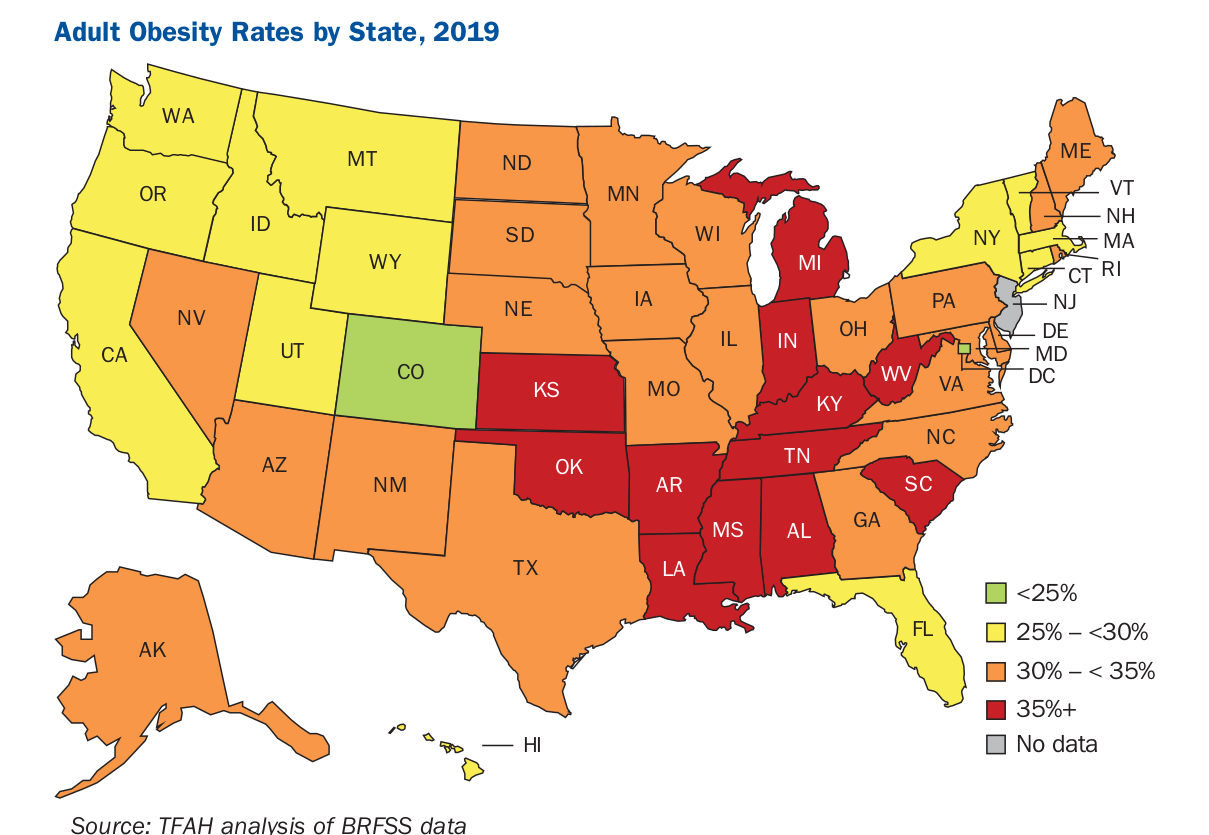 Adult Obesity Rates by State, 2019
WA
MT
ND
MN
ME
OR
ID
SD
WI
MI
NY
VT
NH
MA
RI
CT
WY
NE
IA
PA
NJ
NV
UT
CO
IL
IN
OH
DE
MD
DC
CA
KS
MO
WV
VA
KY
NC
AZ
NM
OK
AR
TN
SC
MS
AL
GA
TX
LA
FL
AK
HI
<25%
25% – <30%
30% – < 35%
35%+
No data
Source: TFAH analysis of BRFSS data